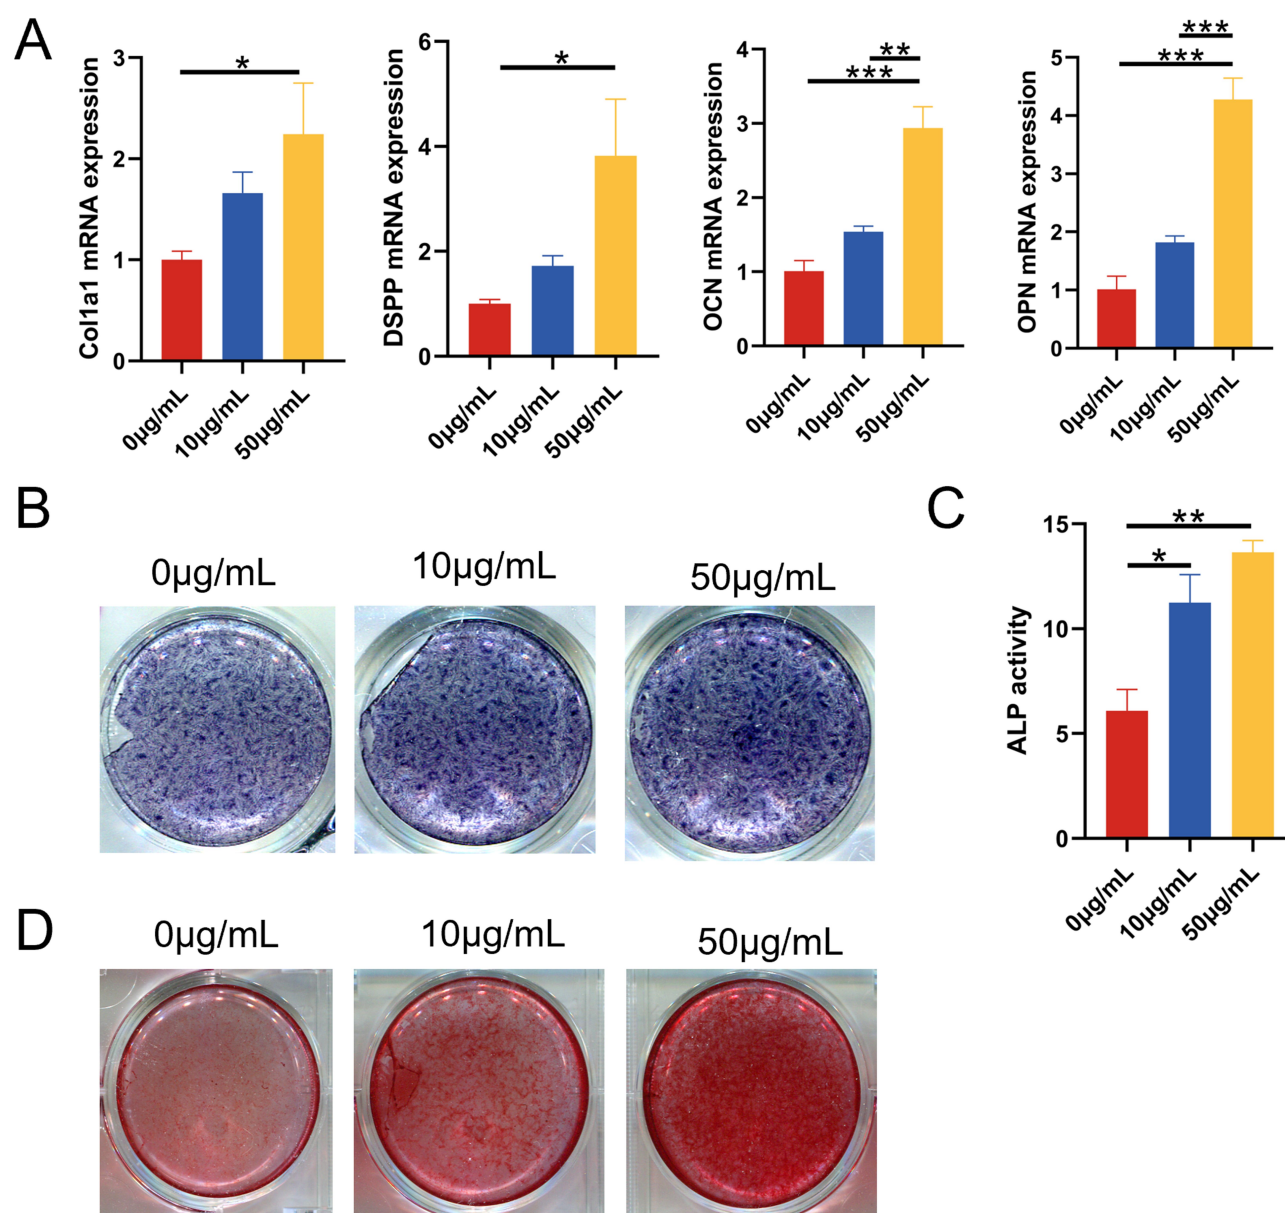 A
Col1a1 mRNA expression
3
2
1
0
*
0μg/mL
10μg/mL
50μg/mL
DSPP mRNA expression
6
4
2
0
*
0μg/mL
10μg/mL
50μg/mL
OCN mRNA expression
4
3
2
1
0
**
***
0μg/mL
10μg/mL
50μg/mL
OPN mRNA expression
5
4
3
2
1
0
***
***
0μg/mL
10μg/mL
50μg/mL
B
0μg/mL
10μg/mL
50μg/mL
C
ALP activity
15
10
5
0
**
*
0μg/mL
10μg/mL
50μg/mL
D
0μg/mL
10μg/mL
50μg/mL